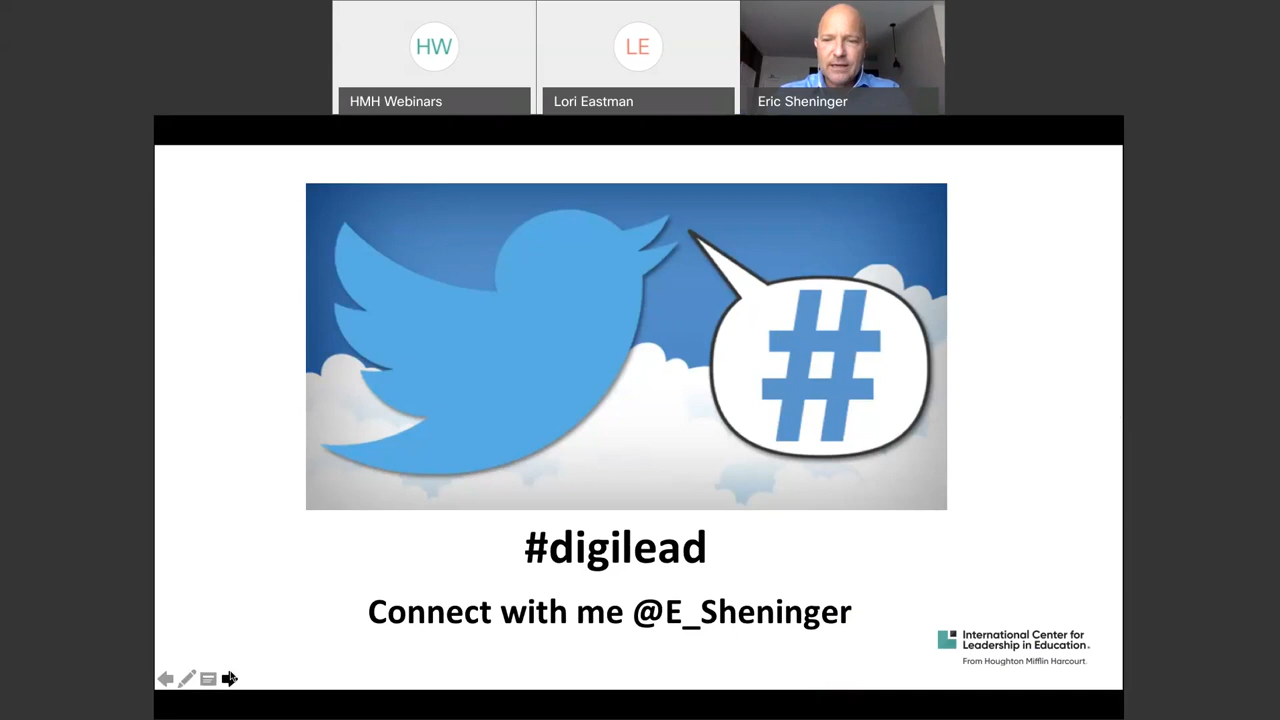 HW
LE
HMH Webinars
Lori Eastman
Eric Sheninger
#
#digilead
Connect with me @E_Sheninger
International Center for
Leadership in Education.
From Houghton Mifflin Harcourt.